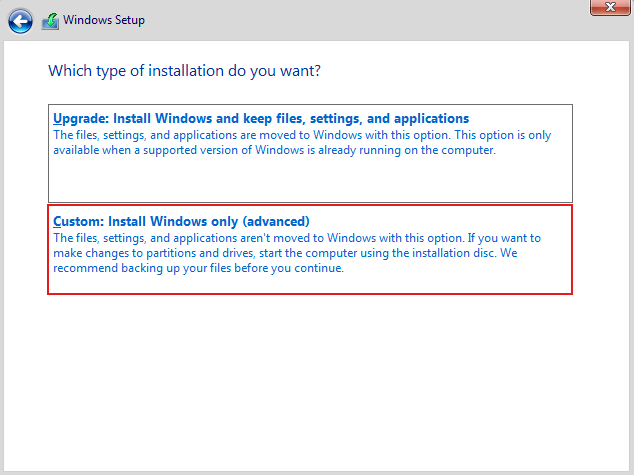 Windows Setup
Which type of installation do you want?
Upgrade: Install Windows and keep files, settings, and applications
The files, settings, and applications are moved to Windows with this option. This option is only
available when a supported version of Windows is already running on the computer.
Custom: Install Windows only (advanced)
The files, settings, and applications aren't moved to Windows with this option. If you want to
make changes to partitions and drives, start the computer using the installation disc. We
recommend backing up your files before you continue.